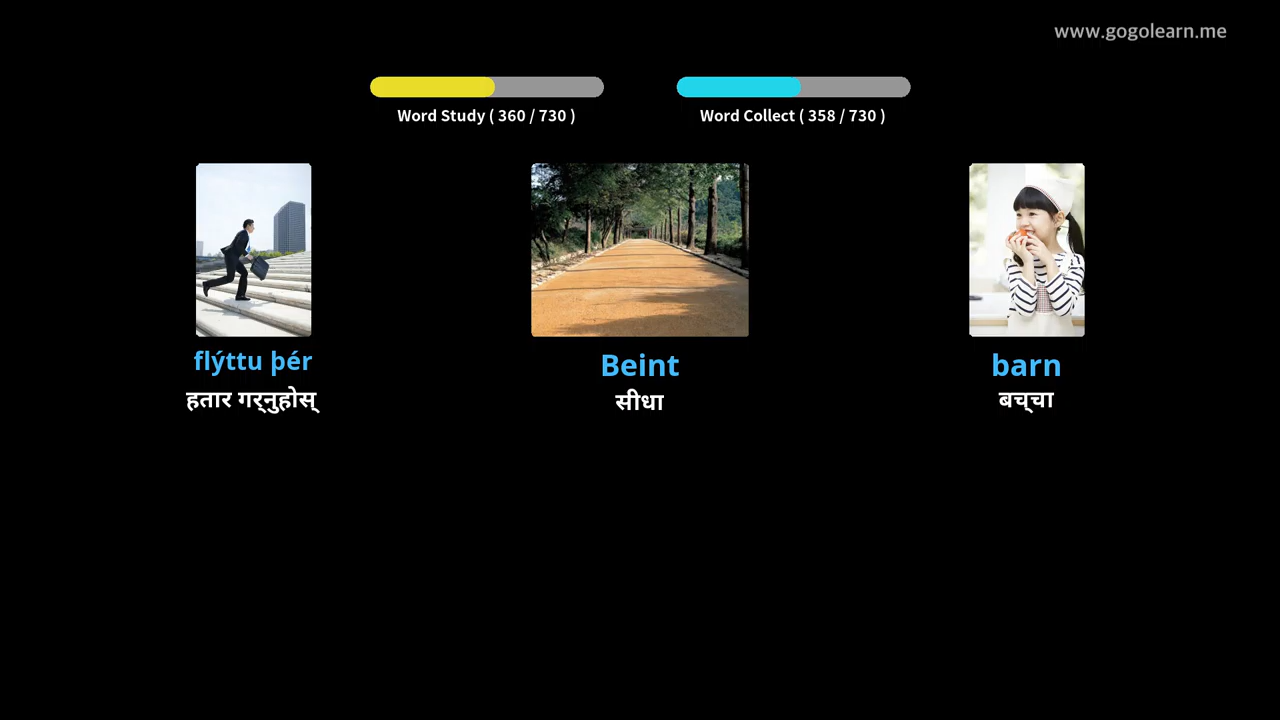 www.gogolearn.me
Word Study ( 360 / 730 )
Word Collect ( 358 / 730 )
flýttu þér
Beint
barn
हतार गर्‍नुहोस्
सीधा
बच्‍चा